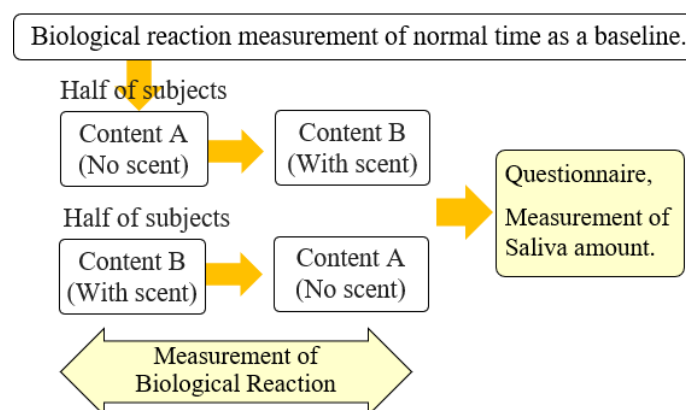 Biological reaction measurement of normal time as a baseline.
Half of subjects
Content A
(No scent)
Content B
(With scent)
Half of subjects
Content B
(With scent)
Content A
(No scent)
Questionnaire,
Measurement of
Saliva amount.
Measurement of
Biological Reaction